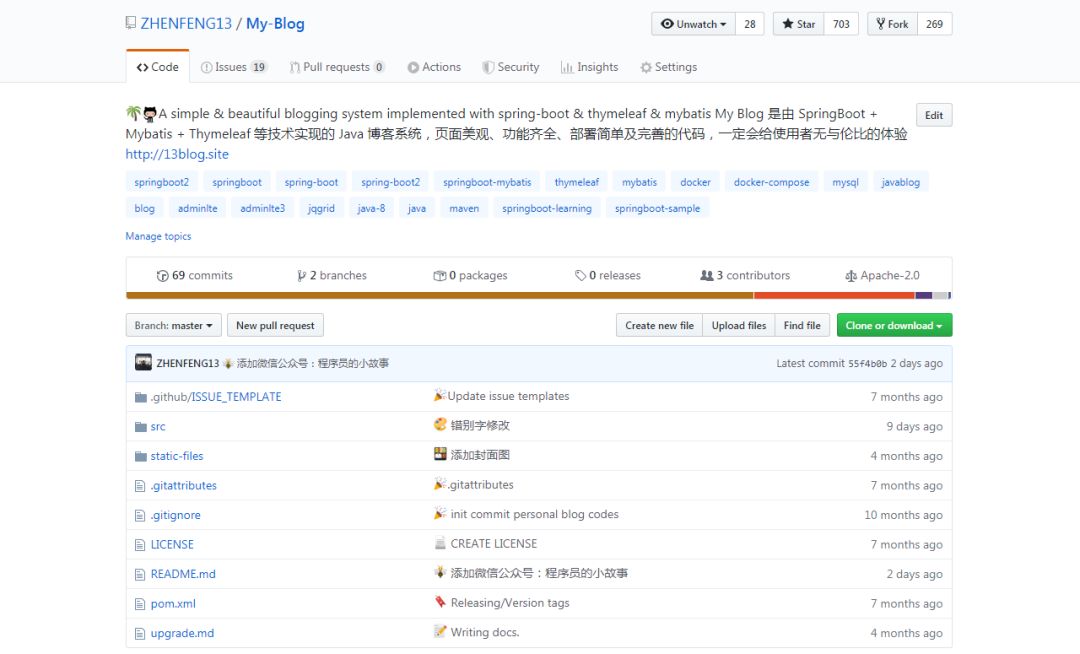 ZHENFENG13 / My-Blog
Unwatch 28 Star 703 Fork 269
Code Issues 19 Pull requests 0 Actions Security Insights Settings
A simple & beautiful blogging system implemented with spring-boot & thymeleaf & mybatis My Blog 是由 SpringBoot +
Mybatis + Thymeleaf 等技术实现的 Java 博客系统，页面美观、功能齐全、部署简单及完善的代码，一定会给使用者无与伦比的体验
http://13blog.site
Edit
springboot2 springboot spring-boot spring-boot2 springboot-mybatis thymeleaf mybatis docker docker-compose mysql javablog
blog adminlte adminlte3 jqgrid java-8 java maven springboot-learning springboot-sample
Manage topics
69 commits 2 branches 0 packages 0 releases 3 contributors Apache-2.0
Branch: master New pull request Create new file Upload files Find file Clone or download
ZHENFENG13 添加微信公众号：程序员的小故事 Latest commit 55f4b0b 2 days ago
.github/ISSUE_TEMPLATE Update issue templates 7 months ago
src 错别字修改 9 days ago
static-files 添加封面图 4 months ago
.gitattributes .gitattributes 7 months ago
.gitignore init commit personal blog codes 10 months ago
LICENSE CREATE LICENSE 7 months ago
README.md 添加微信公众号：程序员的小故事 2 days ago
pom.xml Releasing/Version tags 7 months ago
upgrade.md Writing docs. 4 months ago